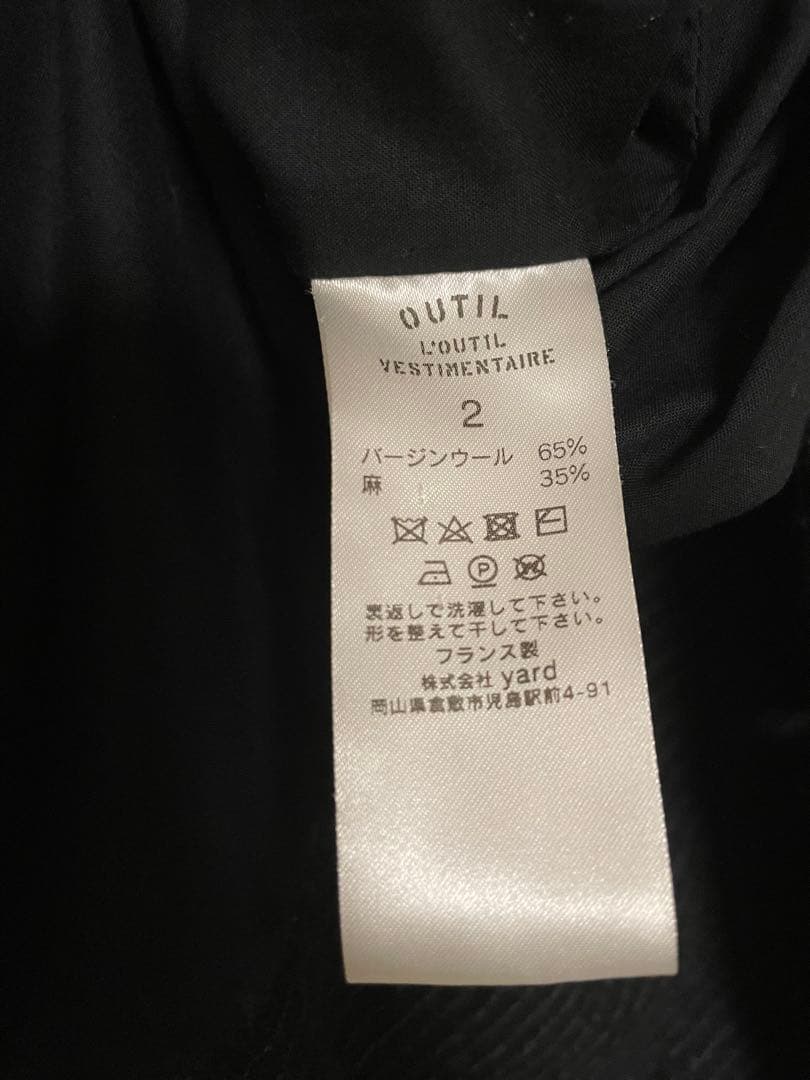 OUTIL
L'OUTIL
VESTIMENTAIRE
2
バージンウール 65%
麻 35%
P
W
裏返しで洗濯して下さい。
形を整えて干して下さい。
フランス製
株式会社 yard
岡山県倉敷市児島駅前4-91